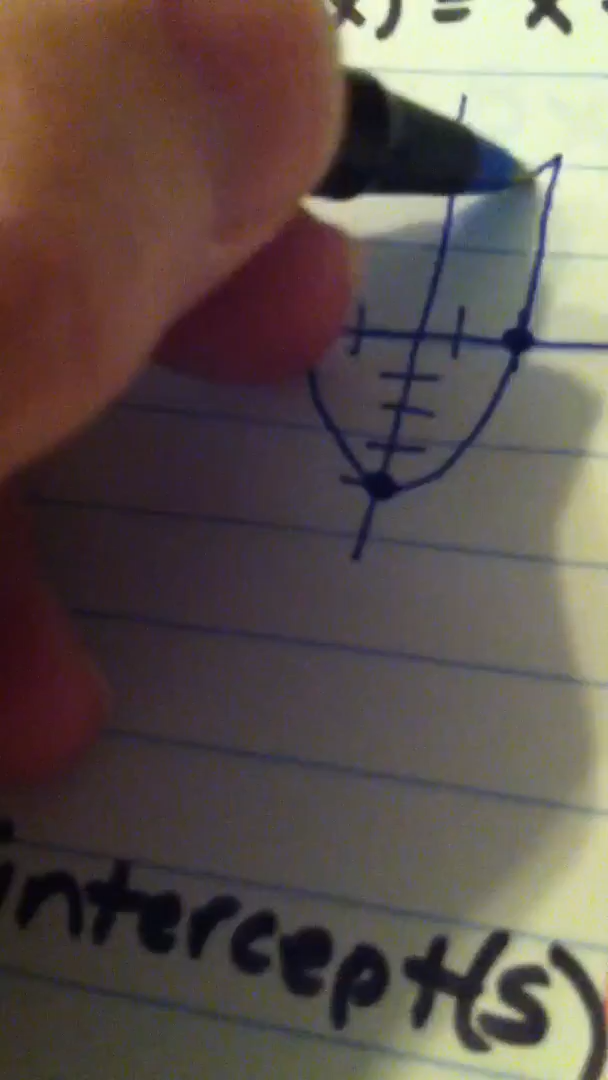 x) = x
intercept(s)